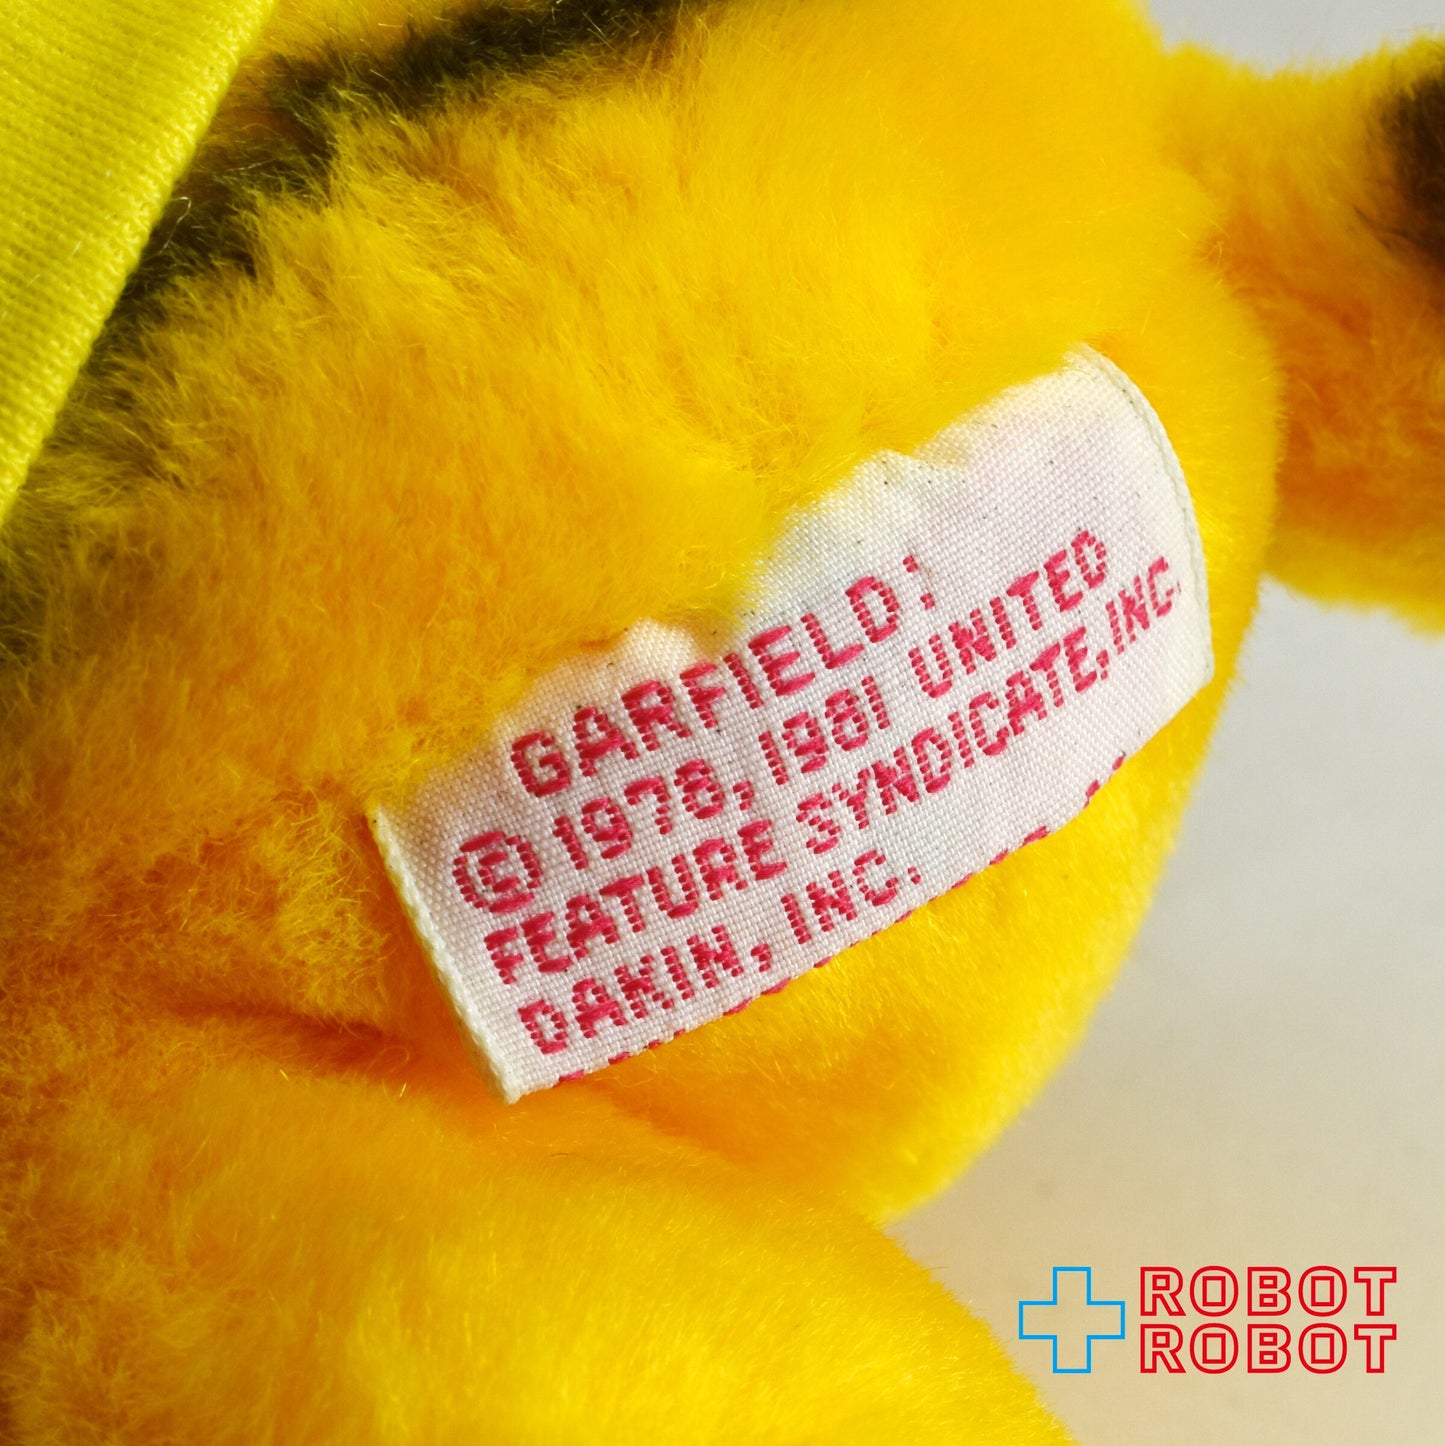 GARFIELD:
© 1978, 1981 UNITED
FEATURE SYNDICATE, INC.
DAKIN, INC.
ROBOT
ROBOT